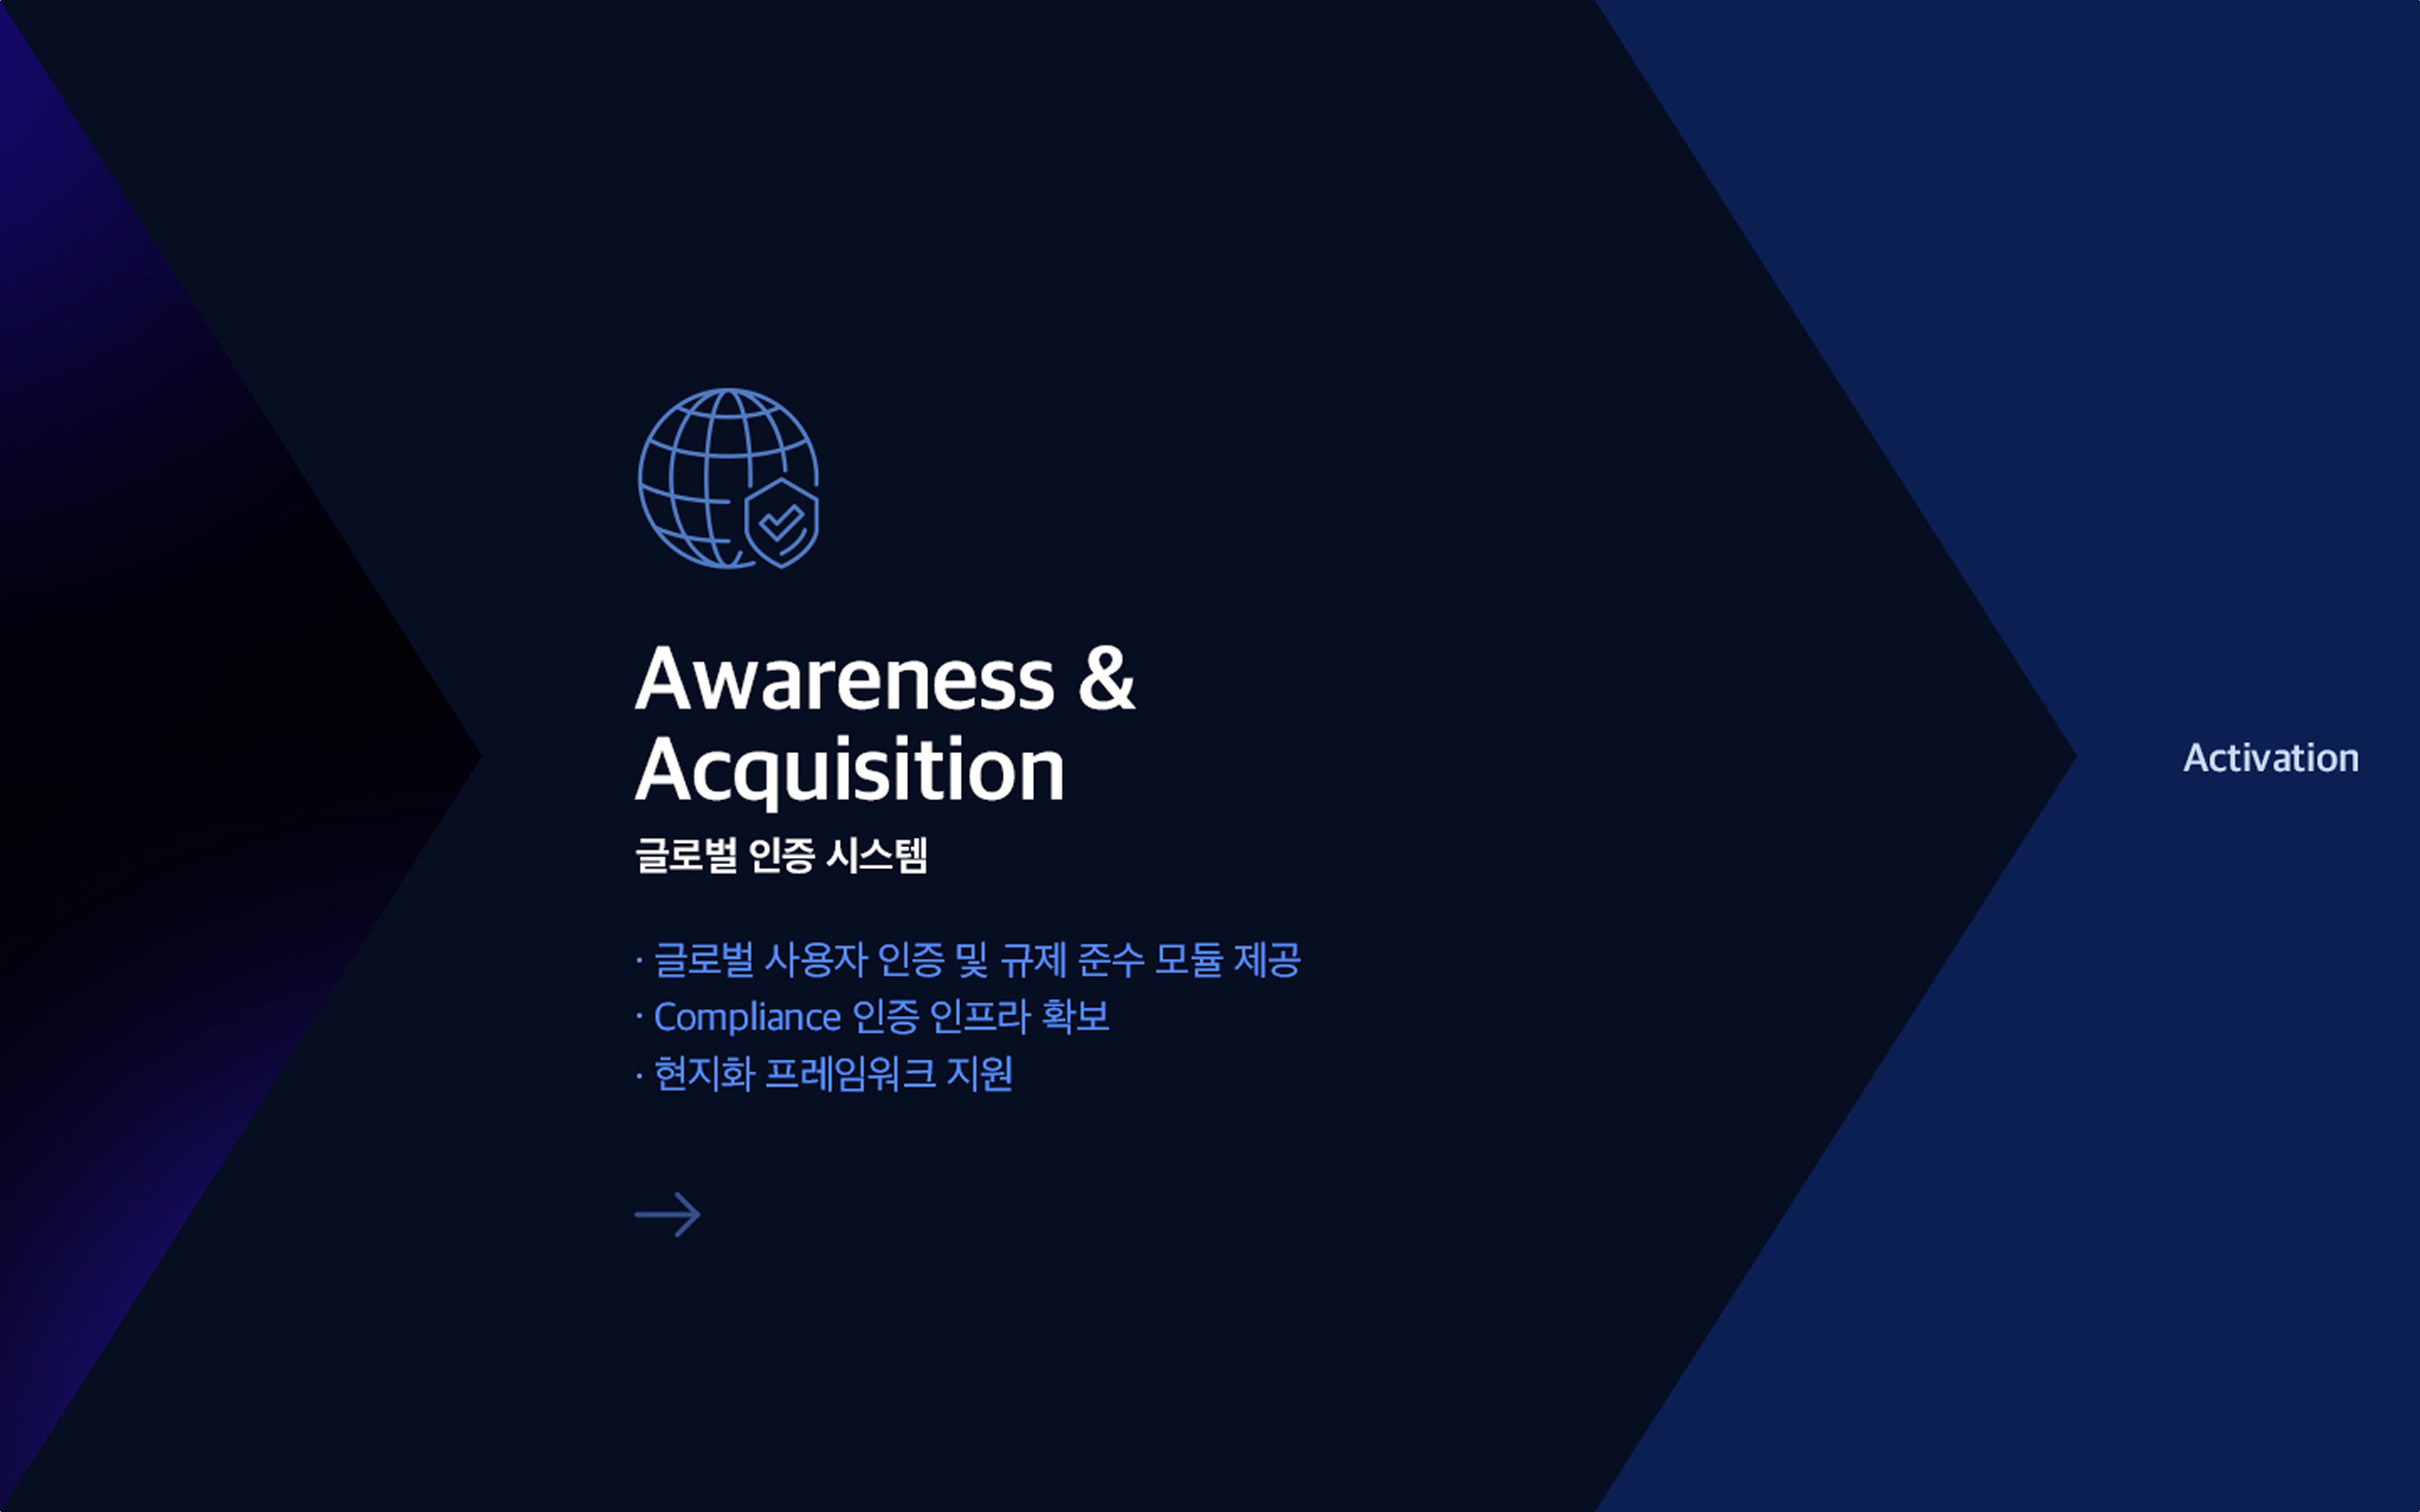 Awareness &
Acquisition
글로벌 인증 시스템
· 글로벌 사용자 인증 및 규제 준수 모듈 제공
· Compliance 인증 인프라 확보
· 현지화 프레임워크 지원
Activation